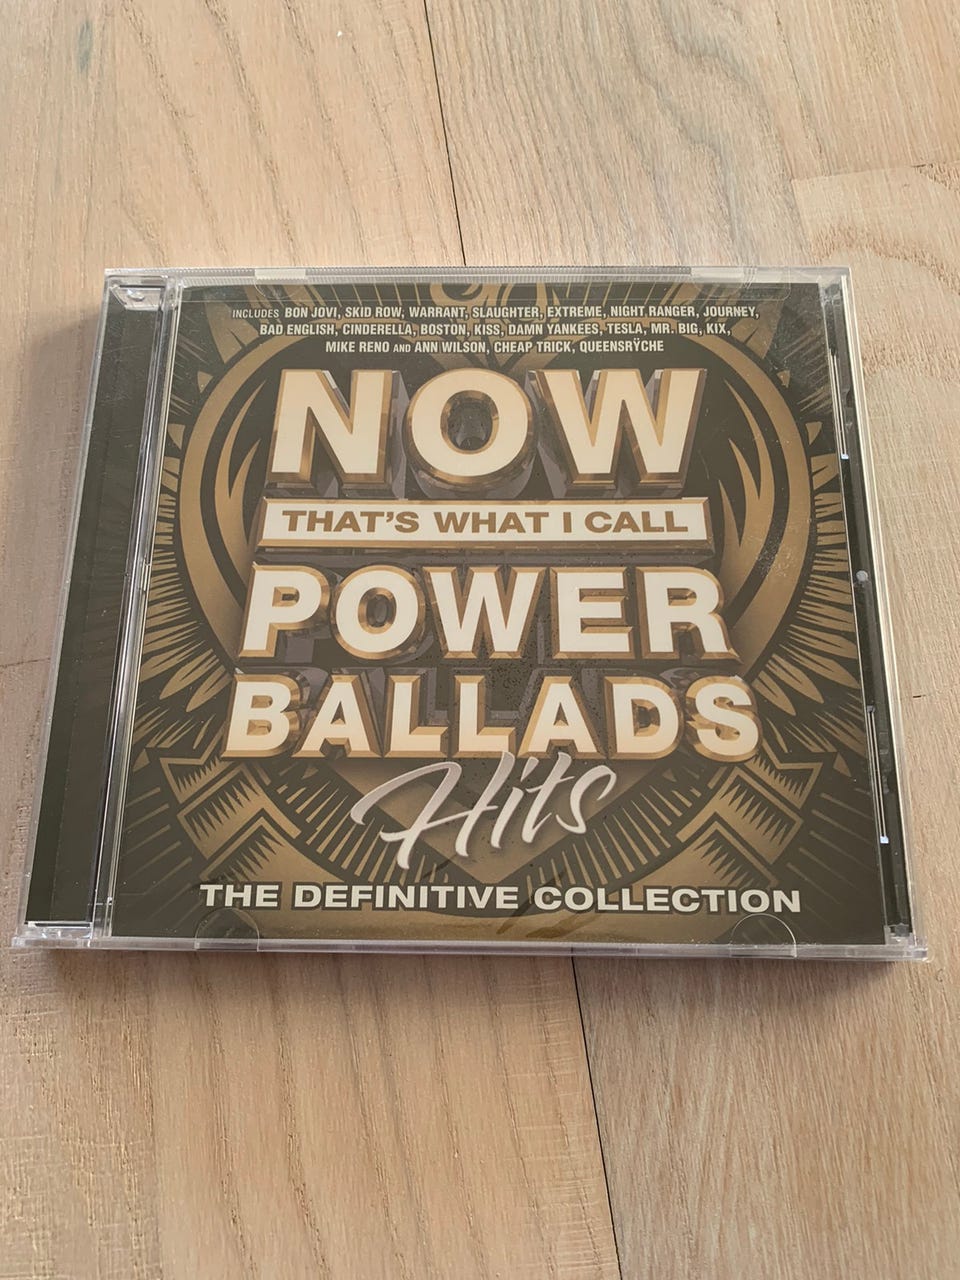 INCLUDES BON JOVI, SKID ROW, WARRANT, SLAUGHTER, EXTREME, NIGHT RANGER, JOURNEY,
BAD ENGLISH, CINDERELLA, BOSTON, KISS, DAMN YANKEES, TESLA, MR. BIG, KIX,
MIKE RENO AND ANN WILSON, CHEAP TRICK, QUEENSRŸCHE
NOW
THAT'S WHAT I CALL
POWER
BALLADS
Hits
THE DEFINITIVE COLLECTION